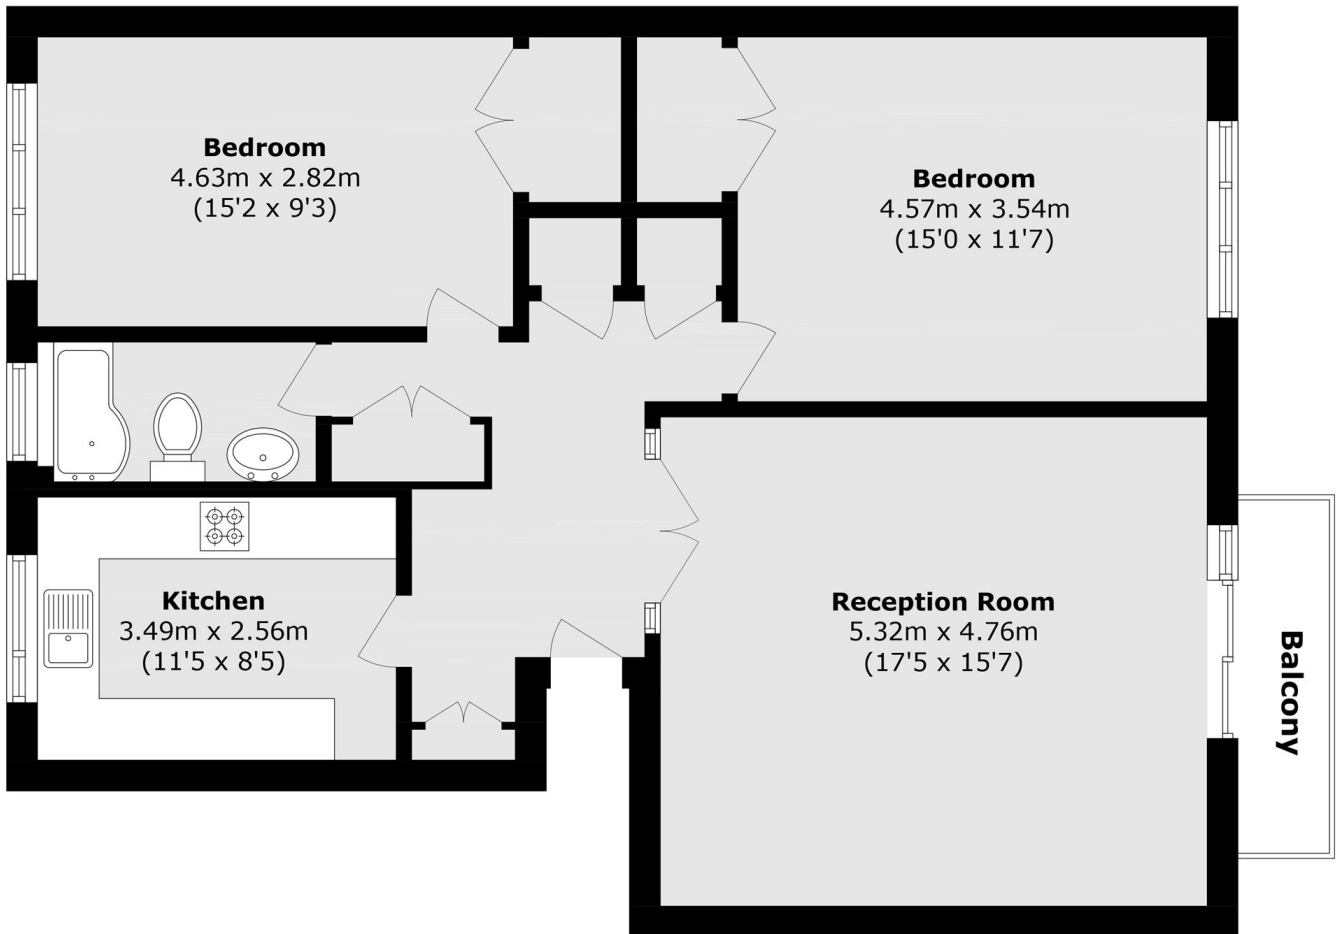 Bedroom
4.63m x 2.82m
(15'2 x 9'3)
Bedroom
4.57m x 3.54m
(15'0 x 11'7)
Kitchen
3.49m x 2.56m
(11'5 x 8'5)
Reception Room
5.32m x 4.76m
(17'5 x 15'7)
Balcony